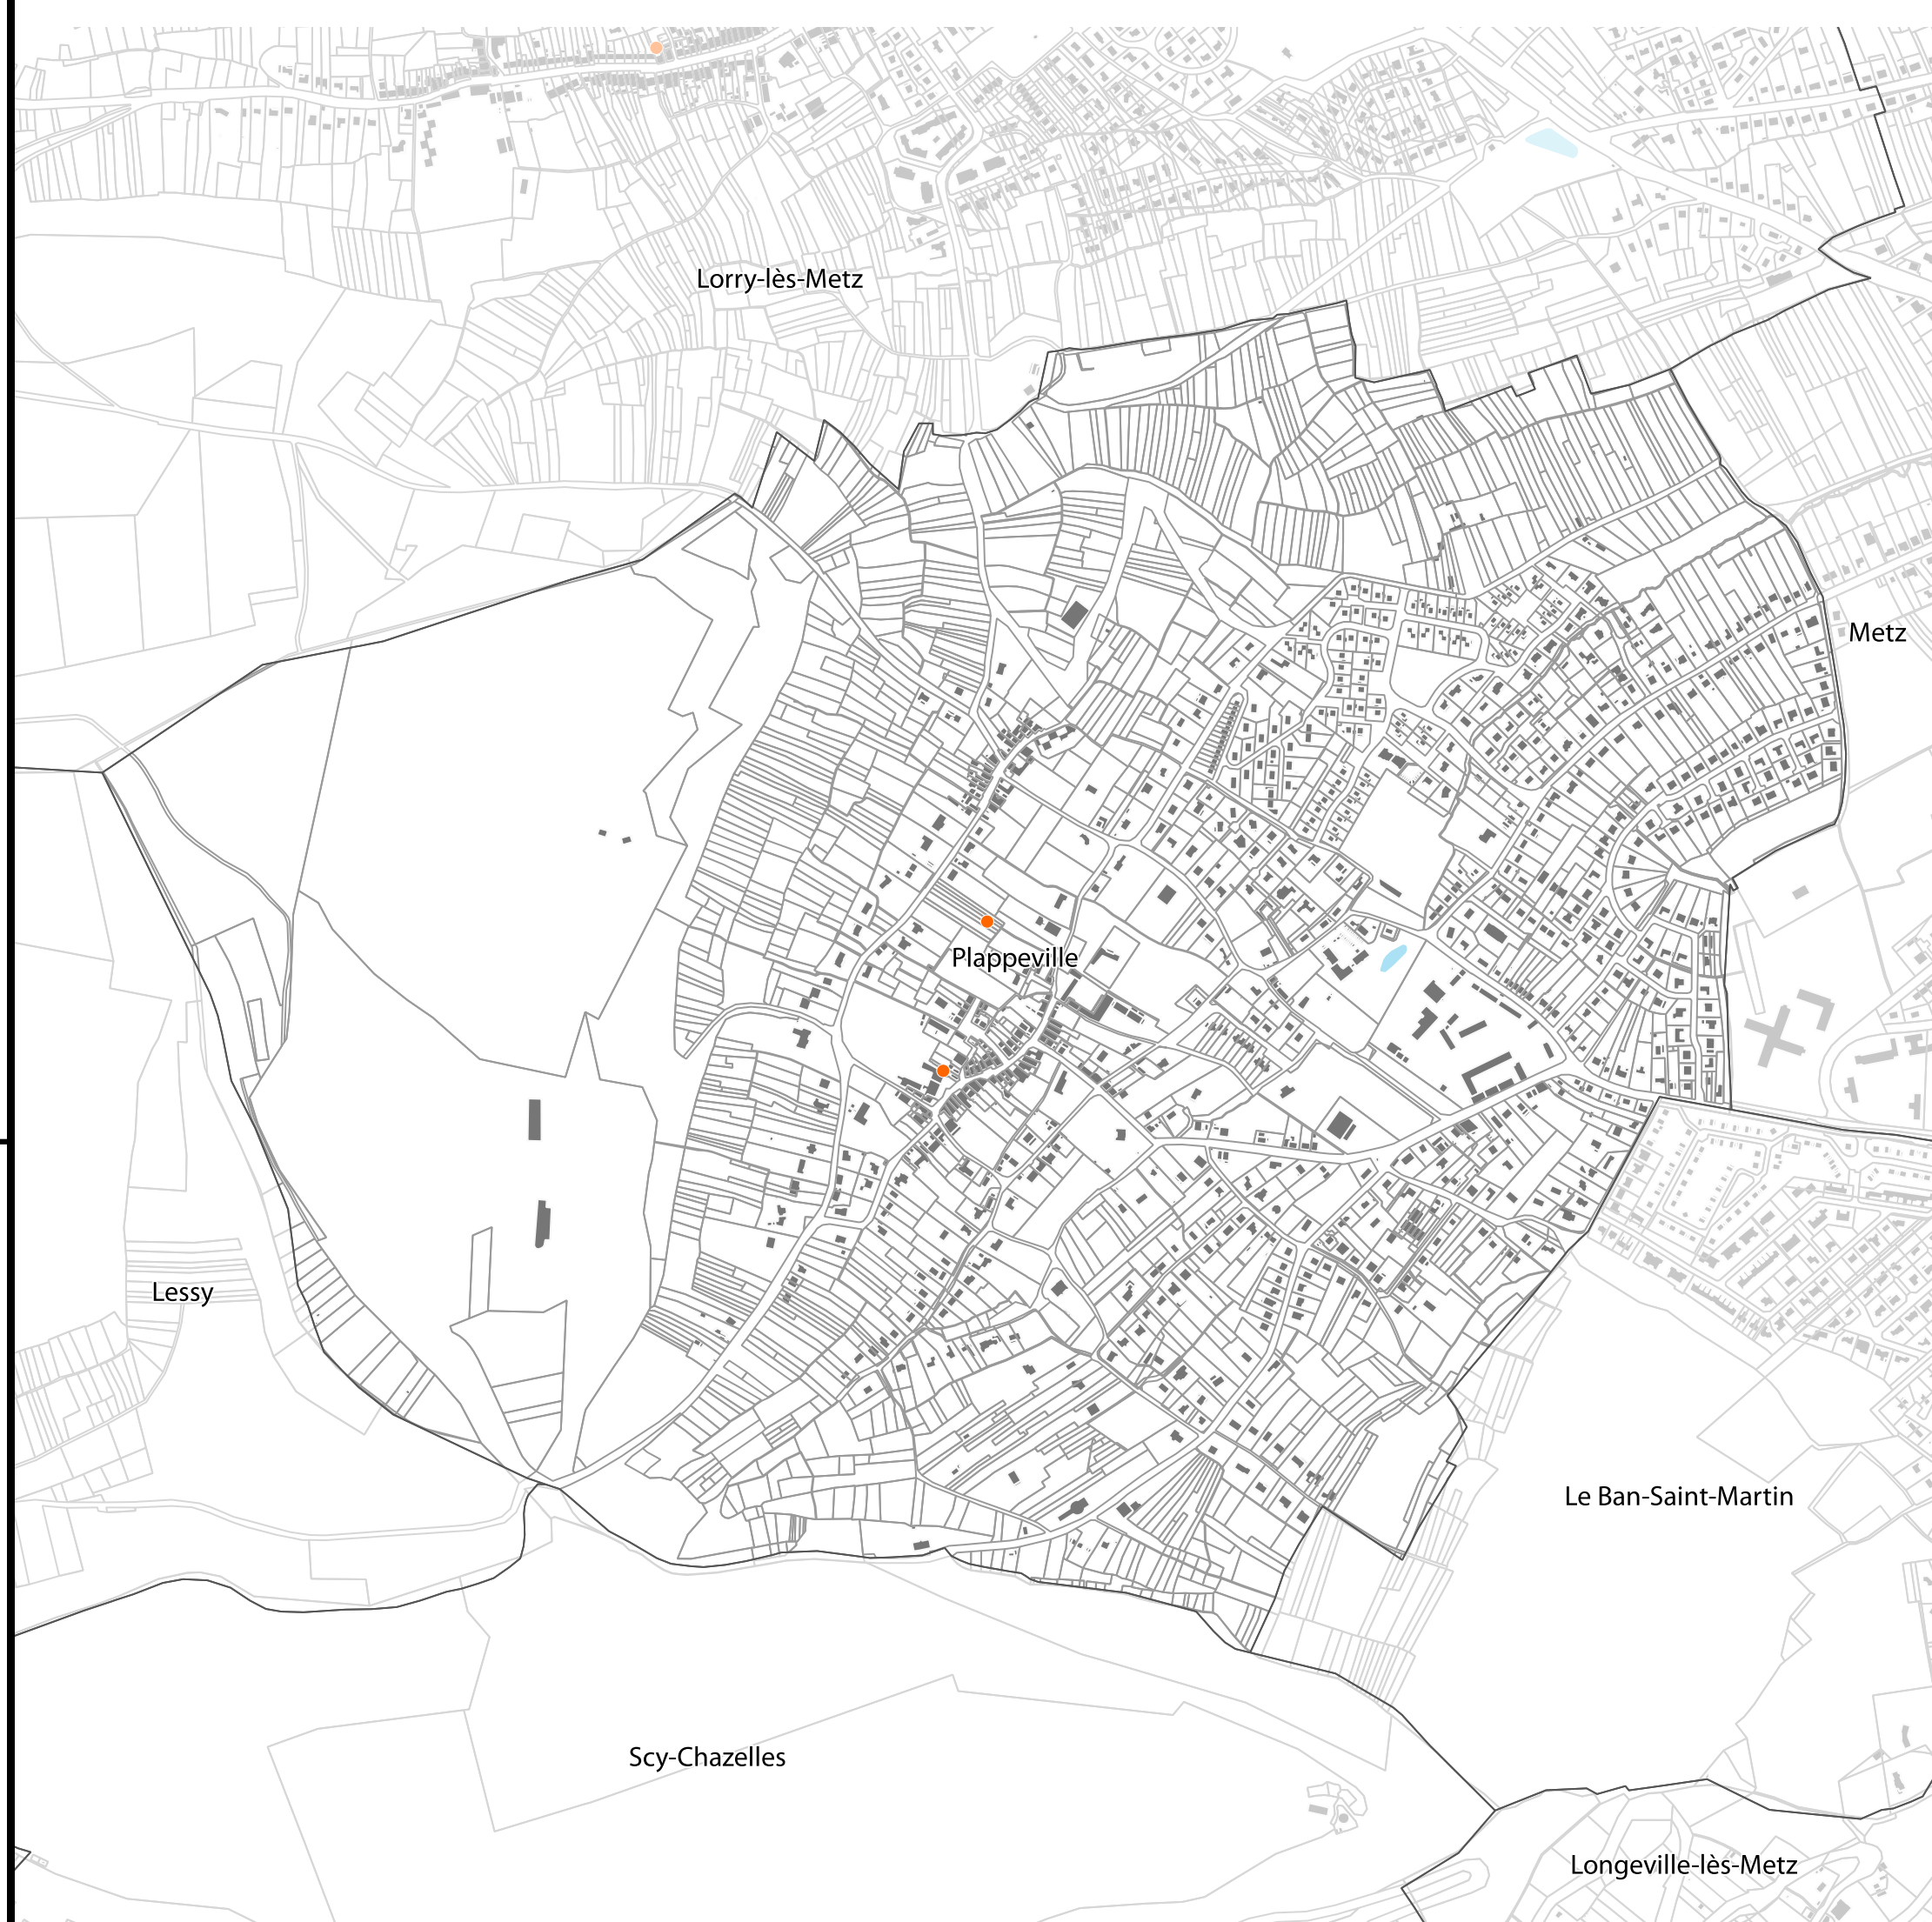 Lorry-lès-Metz
Metz
Plappeville
Lessy
Le Ban-Saint-Martin
Scy-Chazelles
Longeville-lès-Metz